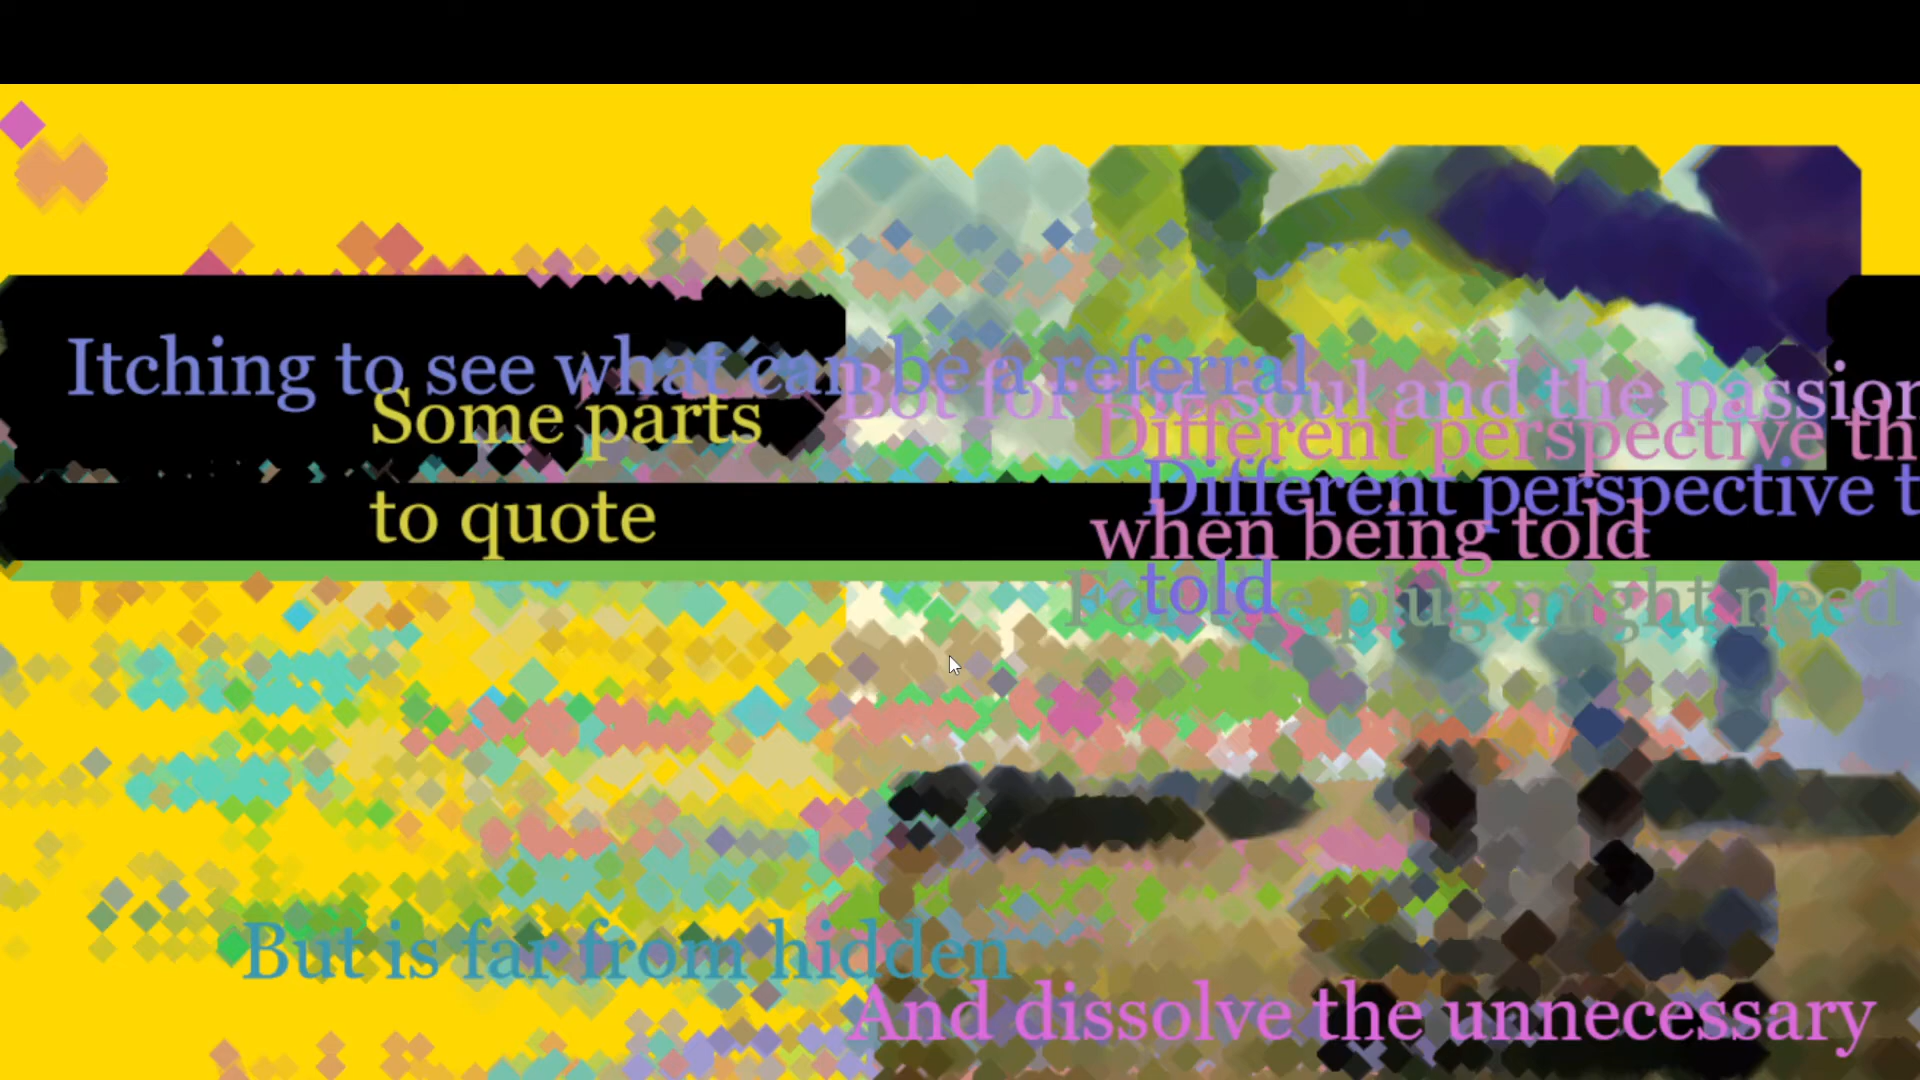 Itching to see what can be a referral
But for the soul and the passion
Some parts
to quote
Different perspective th
when being told
Different perspective t
told
For the plug might need
But is far from hidden
And dissolve the unnecessary